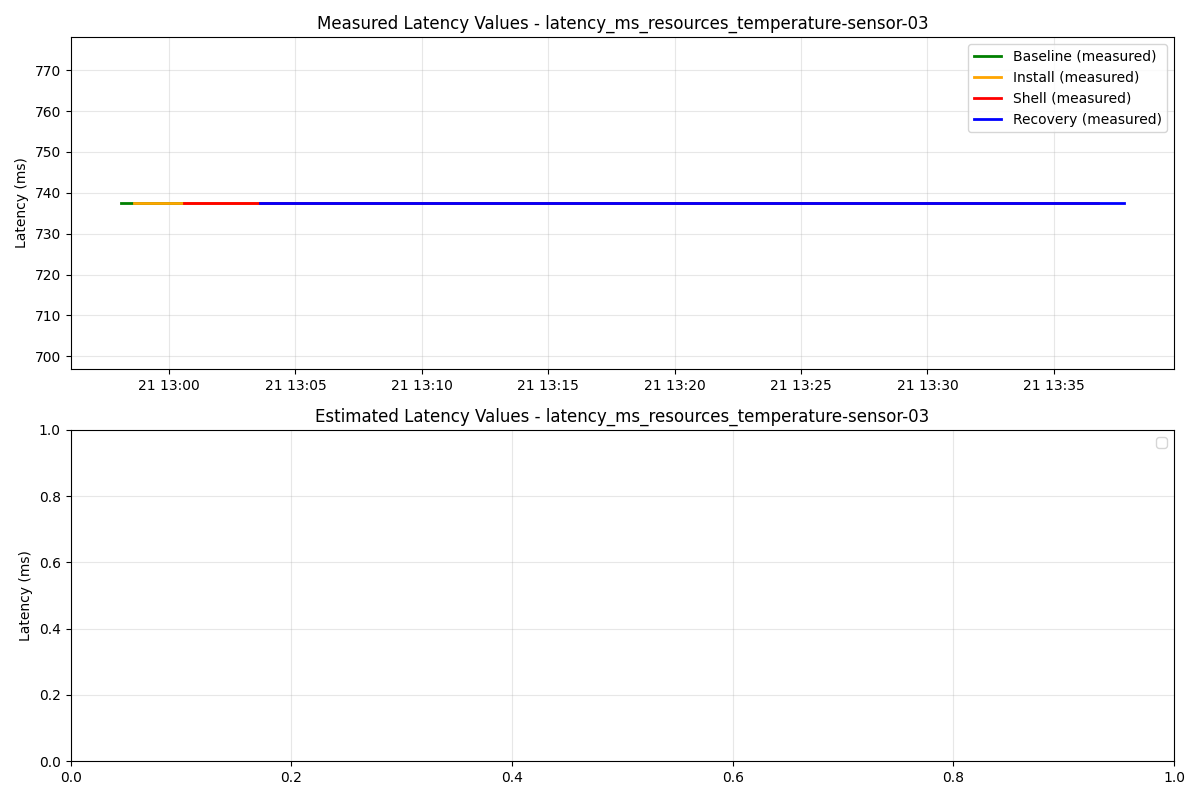 Measured Latency Values - latency_ms_resources_temperature-sensor-03
Latency (ms)
770
760
750
740
730
720
710
700
Baseline (measured)
Install (measured)
Shell (measured)
Recovery (measured)
21 13:00 21 13:05 21 13:10 21 13:15 21 13:20 21 13:25 21 13:30 21 13:35
Estimated Latency Values - latency_ms_resources_temperature-sensor-03
Latency (ms)
1.0
0.8
0.6
0.4
0.2
0.0
0.0 0.2 0.4 0.6 0.8 1.0